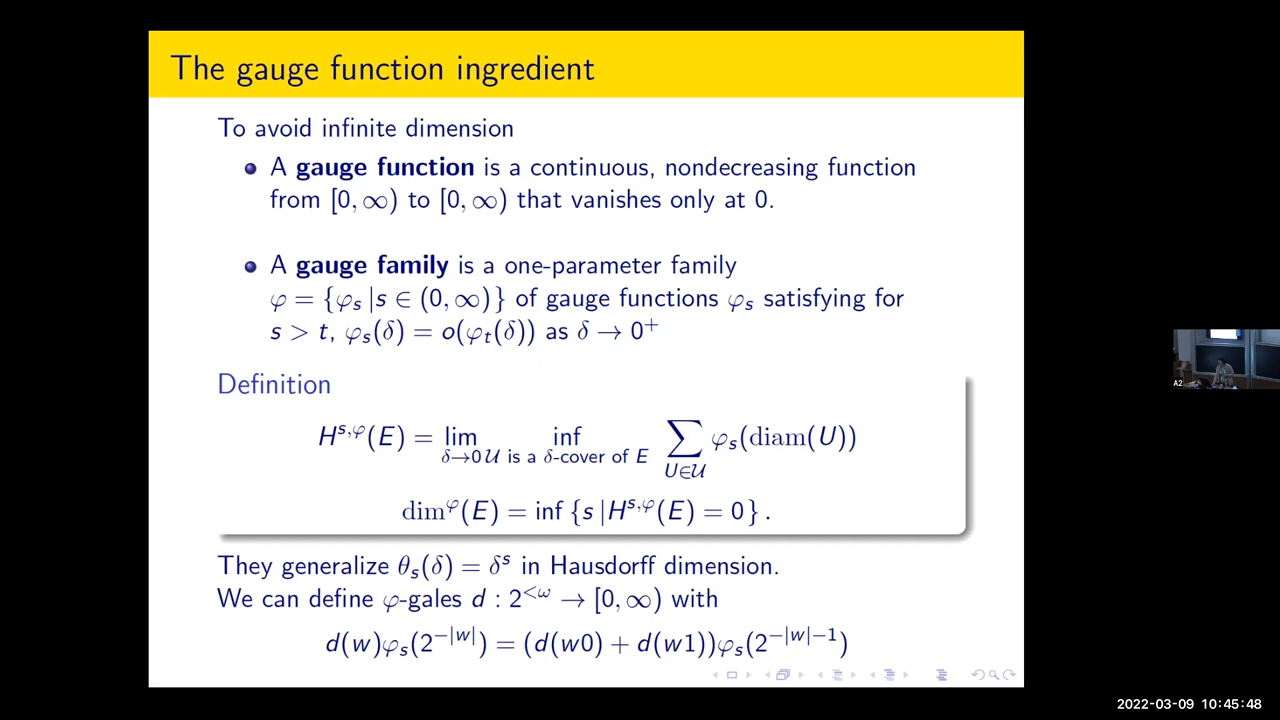 The gauge function ingredient
To avoid infinite dimension
A gauge function is a continuous, nondecreasing function
from [0, ∞) to [0, ∞) that vanishes only at 0.
A gauge family is a one-parameter family
φ = {φ_s | s ∈ (0, ∞)} of gauge functions φ_s satisfying for
s > t, φ_s(δ) = o(φ_t(δ)) as δ → 0⁺
Definition
H^{s,φ}(E) = lim_{δ→0} inf_{𝒰 is a δ-cover of E} ∑_{U∈𝒰} φ_s(diam(U))
dim^φ(E) = inf {s | H^{s,φ}(E) = 0}.
They generalize θ_s(δ) = δ^s in Hausdorff dimension.
We can define φ-gales d : 2^{<ω} → [0, ∞) with
d(w)φ_s(2^{-|w|}) = (d(w0) + d(w1))φ_s(2^{-|w|-1})
A2
2022-03-09 10:45:48